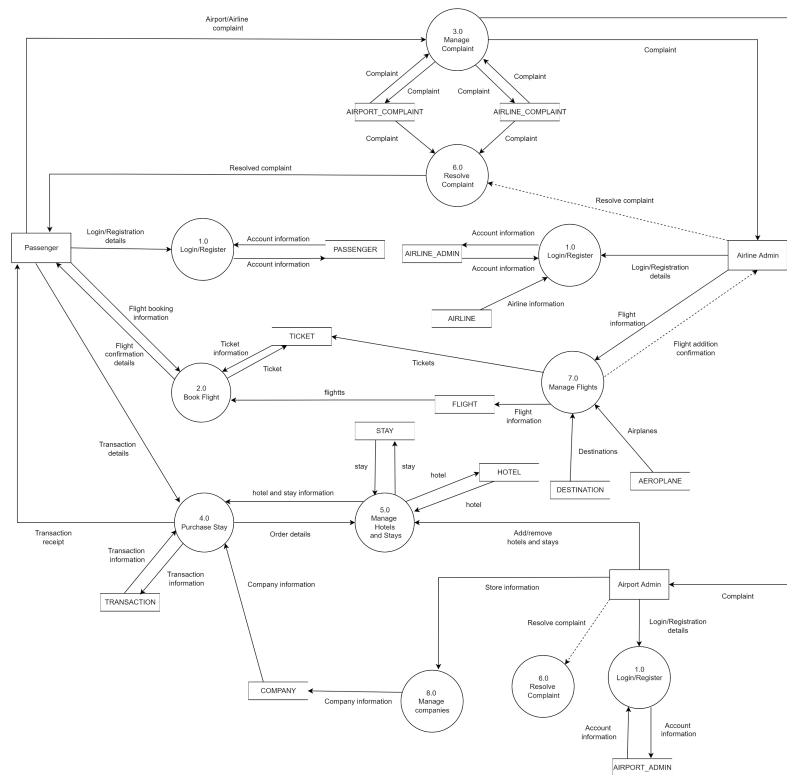 Airport/Airline
complaint
3.0
Manage
Complaint
Complaint
Complaint
Complaint
Complaint
Complaint
AIRPORT_COMPLAINT
AIRLINE_COMPLAINT
Complaint
Complaint
Resolved complaint
6.0
Resolve
Complaint
Resolve complaint
Passenger
Login/Registration
details
1.0
Login/Register
Account information
Account information
PASSENGER
AIRLINE_ADMIN
Account information
Account information
1.0
Login/Register
Login/Registration
details
Airline Admin
Airline information
AIRLINE
Flight booking
information
Flight
confirmation
details
Ticket
information
Ticket
TICKET
Tickets
Flight
information
Flight addition
confirmation
2.0
Book Flight
flightts
FLIGHT
Flight
information
7.0
Manage Flights
Airplanes
Destinations
DESTINATION
AEROPLANE
STAY
stay
stay
hotel
HOTEL
hotel
Transaction
details
hotel and stay information
4.0
Purchase Stay
Order details
5.0
Manage
Hotels
and Stays
Add/remove
hotels and stays
Transaction
receipt
Transaction
information
Transaction
information
TRANSACTION
Company information
Store information
Airport Admin
Complaint
Resolve complaint
Login/Registration
details
6.0
Resolve
Complaint
1.0
Login/Register
COMPANY
Company information
8.0
Manage
companies
Account
information
Account
information
AIRPORT_ADMIN